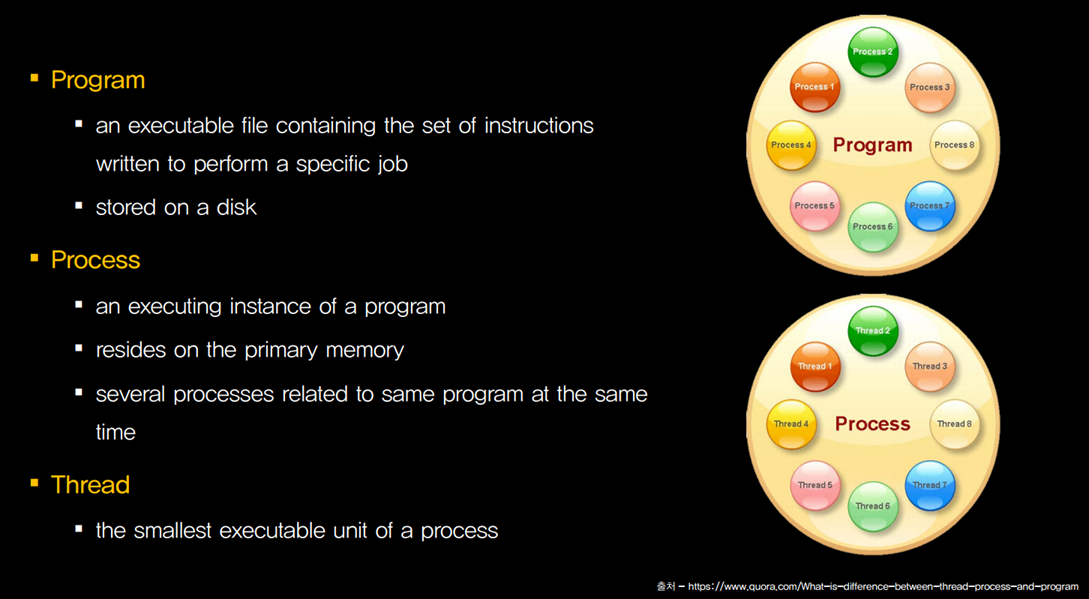 Program
an executable file containing the set of instructions
written to perform a specific job
stored on a disk
Process
an executing instance of a program
resides on the primary memory
several processes related to same program at the same
time
Thread
the smallest executable unit of a process
Process 2
Process 1
Process 3
Process 4
Program
Process 8
Process 5
Process 7
Process 6
Thread 2
Thread 1
Thread 3
Thread 4
Process
Thread 8
Thread 5
Thread 7
Thread 6
출처 - https://www.quora.com/What-is-difference-between-thread-process-and-program